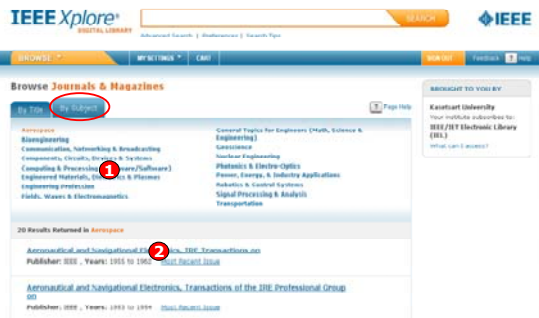 IEEE Xplore®
DIGITAL LIBRARY
SEARCH
IEEE
Advanced Search | Preferences | Search Tips
BROWSE
MY SETTINGS
CART
SIGN OUT
Feedback
? Help
Browse Journals & Magazines
By Title
By Subject
? Page Help
BROUGHT TO YOU BY
Kasetsart University
Your institute subscribes to:
IEEE/IET Electronic Library
(IEL)
What can I access?
Aerospace
Bioengineering
Communication, Networking & Broadcasting
Components, Circuits, Devices & Systems
Computing & Processing
1
Engineered Materials, & Plasmas
Engineering Profession
Fields, Waves & Electromagnetics
General Topics for Engineers (Math, Science &
Engineering)
Geoscience
Nuclear Engineering
Photonics & Electro-Optics
Power, Energy, & Industry Applications
Robotics & Control Systems
Signal Processing & Analysis
Transportation
20 Results Returned in Aerospace
Aeronautical and Navigational IRE Transactions on
2
Publisher: IEEE , Years: 1955 to 1962 Most Recent Issue
Aeronautical and Navigational Electronics, Transactions of the IRE Professional Group
on
Publisher: IEEE , Years: 1953 to 1954 Most Recent Issue